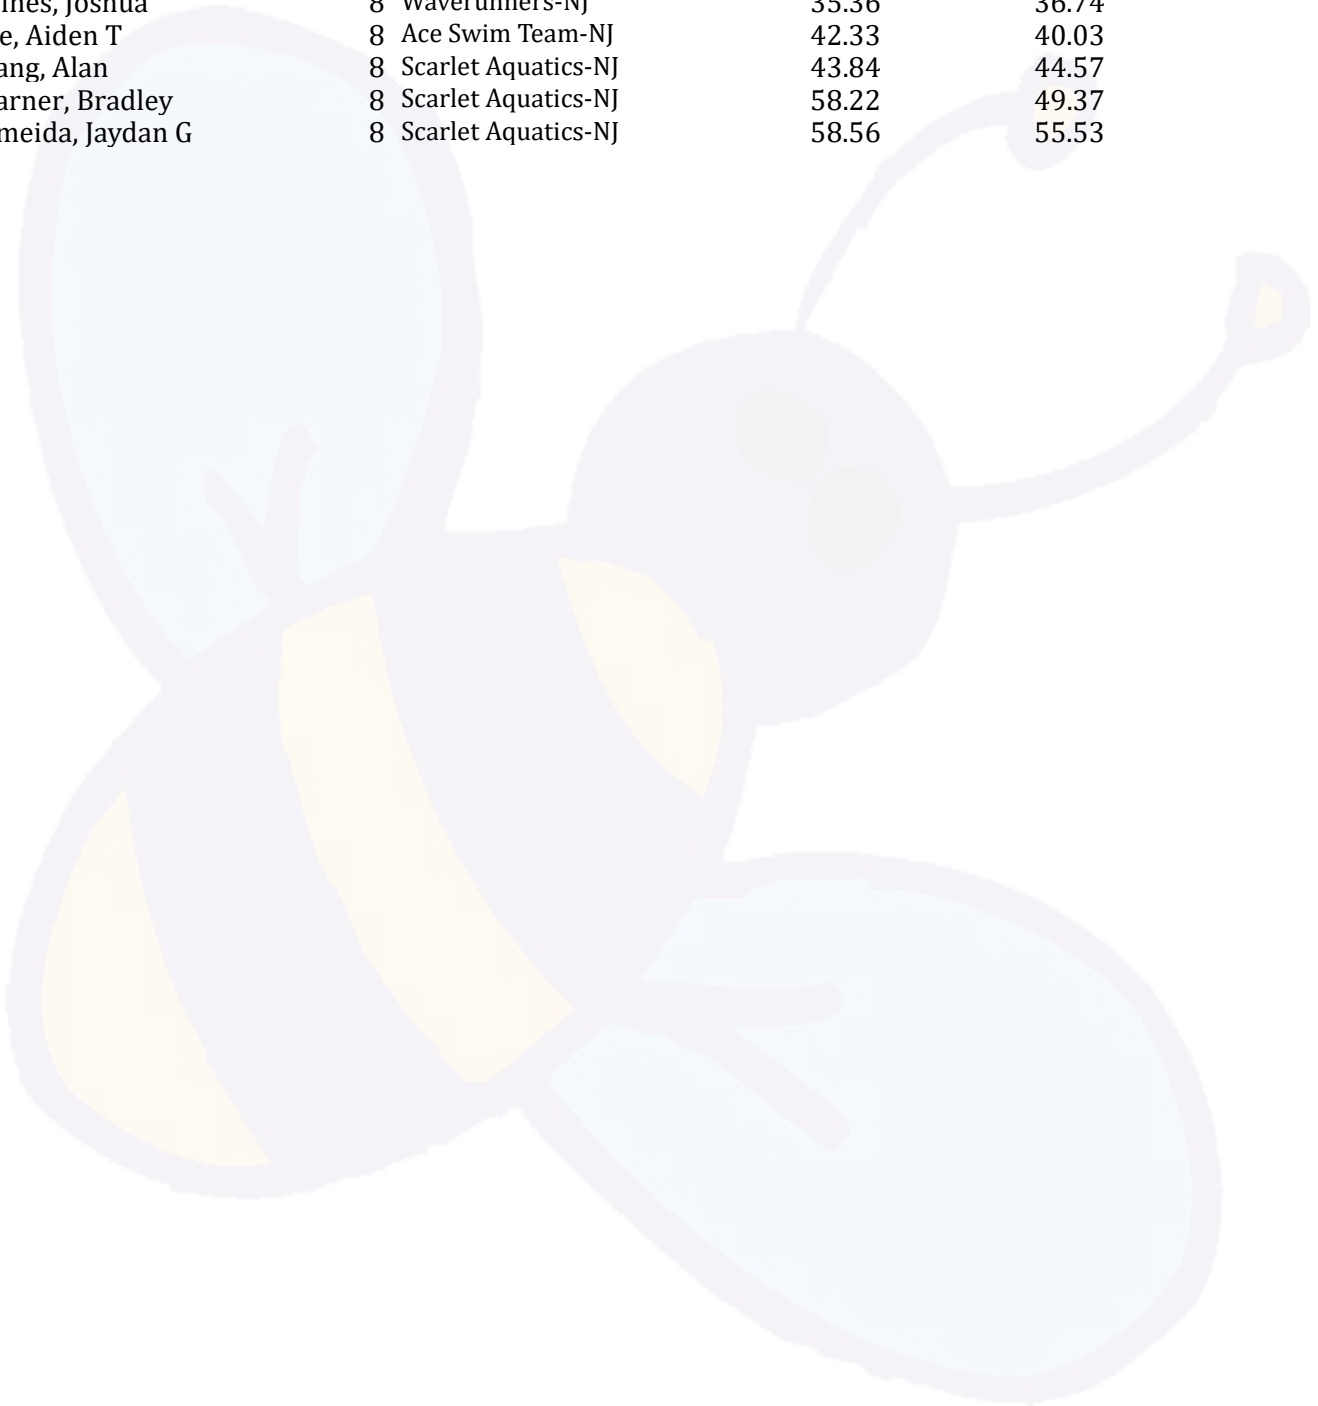 ines, Joshua 8 Waverunners-NJ 35.36 36.74
e, Aiden T 8 Ace Swim Team-NJ 42.33 40.03
ang, Alan 8 Scarlet Aquatics-NJ 43.84 44.57
arner, Bradley 8 Scarlet Aquatics-NJ 58.22 49.37
meida, Jaydan G 8 Scarlet Aquatics-NJ 58.56 55.53